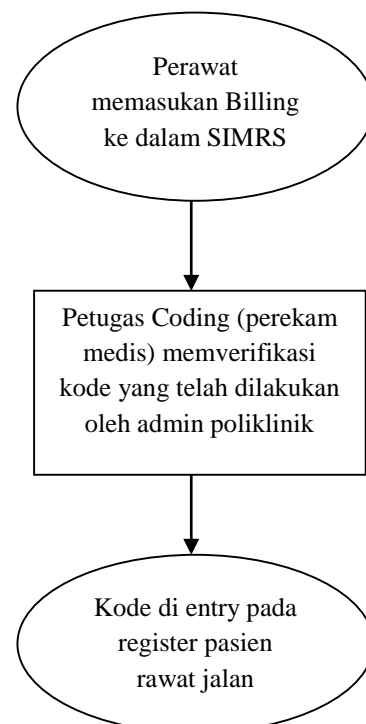 Perawat
memasukan Billing
ke dalam SIMRS
Petugas Coding (perekam
medis) memverifikasi
kode yang telah dilakukan
oleh admin poliklinik
Kode di entry pada
register pasien
rawat jalan